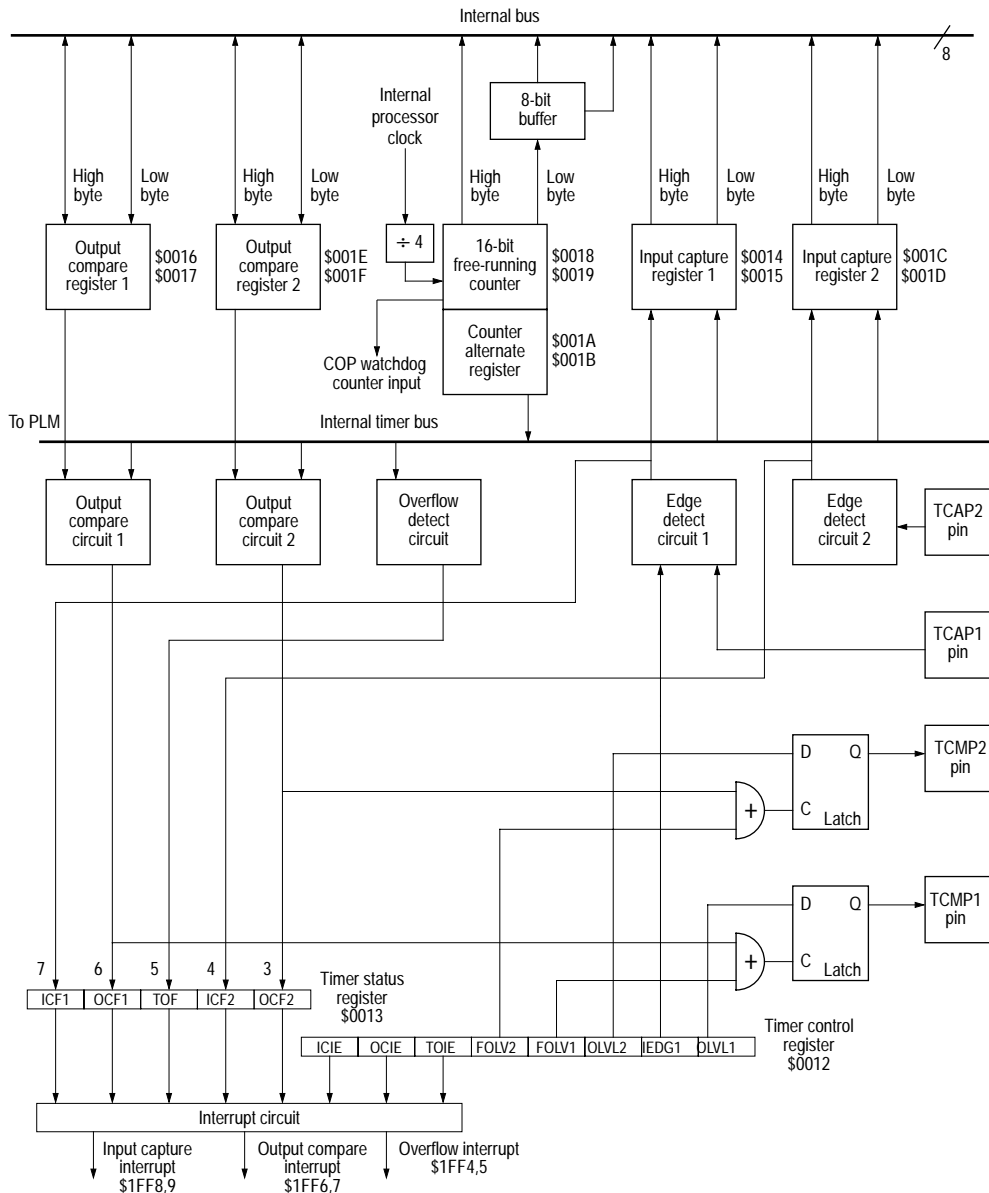 Internal bus
8
Internal
processor
clock
8-bit
buffer
High
byte
Low
byte
High
byte
Low
byte
High
byte
Low
byte
High
byte
Low
byte
High
byte
Low
byte
Output
compare
register 1
$0016
$0017
Output
compare
register 2
$001E
$001F
÷ 4
16-bit
free-running
counter
$0018
$0019
Input capture
register 1
$0014
$0015
Input capture
register 2
$001C
$001D
COP watchdog
counter input
Counter
alternate
register
$001A
$001B
To PLM
Internal timer bus
Output
compare
circuit 1
Output
compare
circuit 2
Overflow
detect
circuit
Edge
detect
circuit 1
Edge
detect
circuit 2
TCAP2
pin
TCAP1
pin
D
Q
C
Latch
+
TCMP2
pin
D
Q
C
Latch
+
TCMP1
pin
7
6
5
4
3
ICF1
OCF1
TOF
ICF2
OCF2
Timer status
register
$0013
ICIE
OCIE
TOIE
FOLV2
FOLV1
OLVL2
IEDG1
OLVL1
Timer control
register
$0012
Interrupt circuit
Input capture
interrupt
$1FF8,9
Output compare
interrupt
$1FF6,7
Overflow interrupt
$1FF4,5